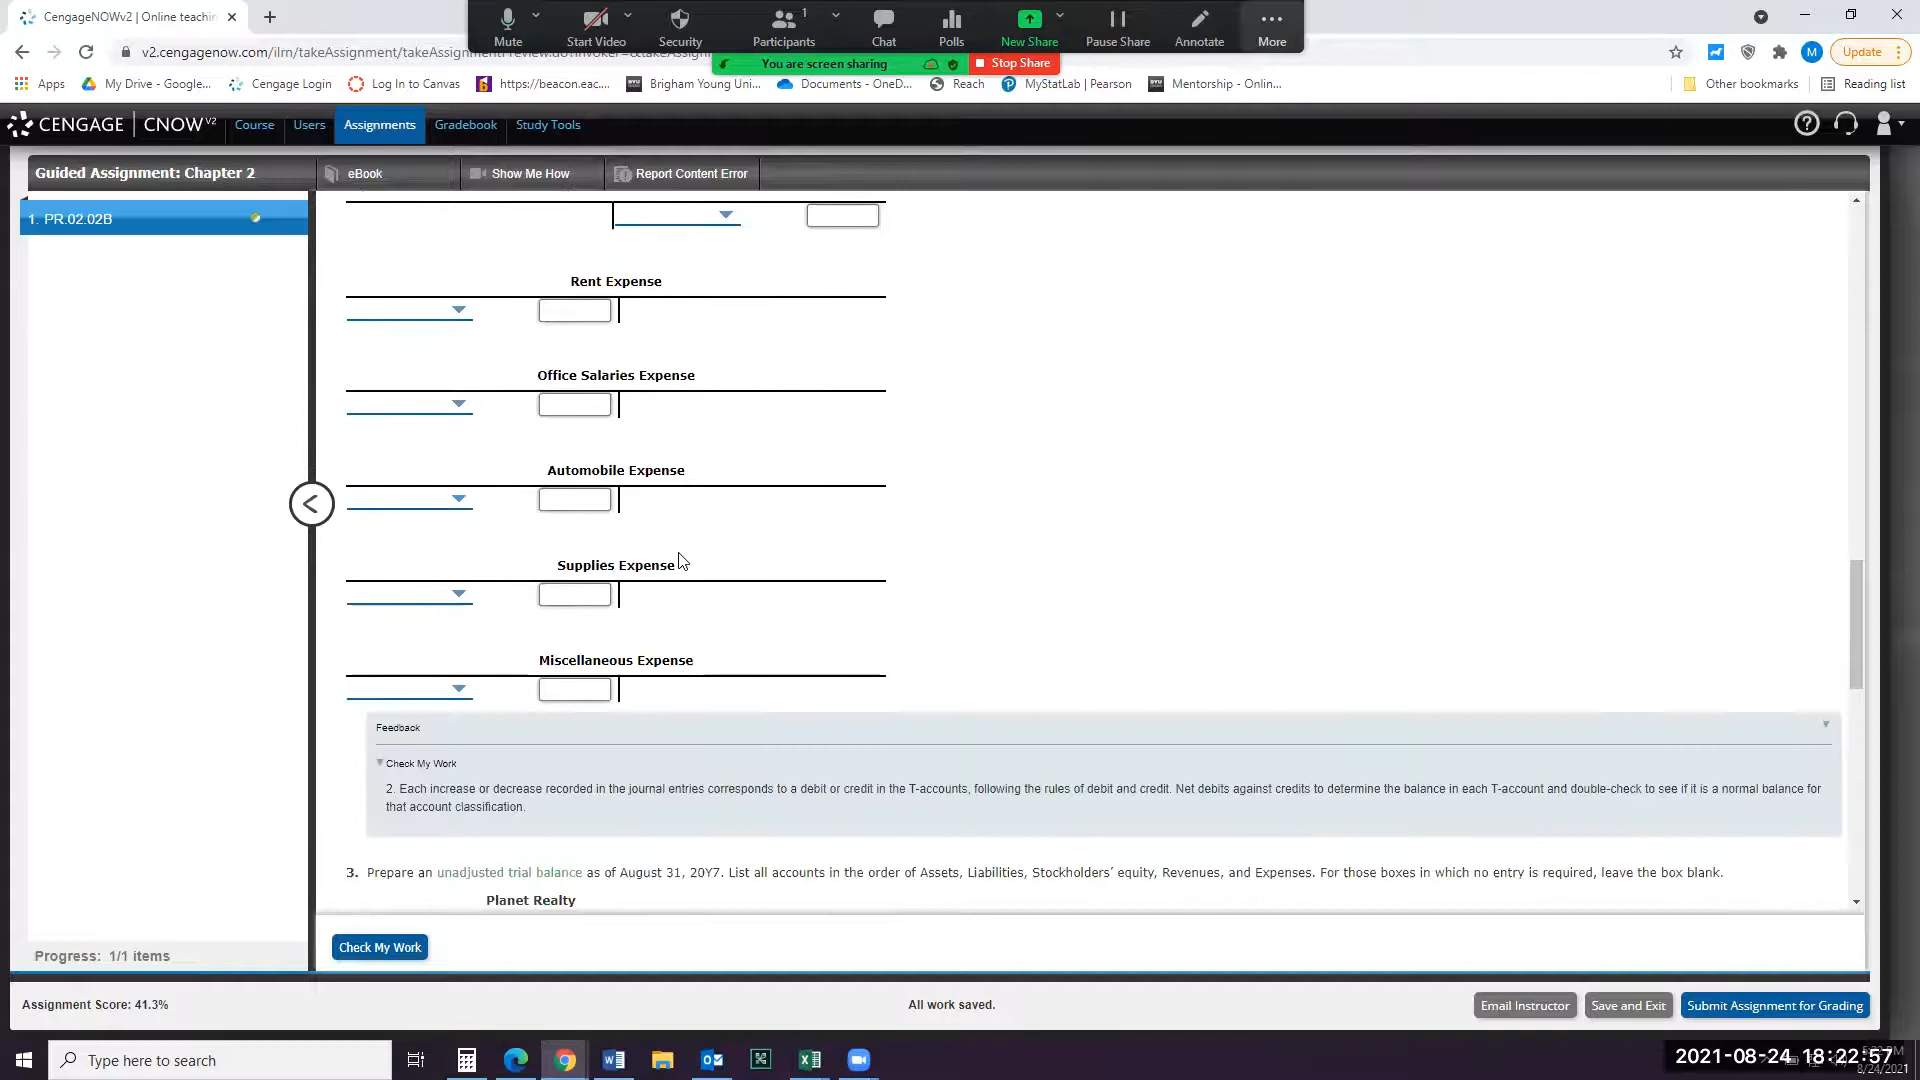 CengageNOWv2 | Online teachin
Mute
Start Video
Security
1
Participants
Chat
Polls
New Share
Pause Share
Annotate
More
v2.cengagenow.com/ilrn/takeAssignment/takeAssignm
Update
You are screen sharing
Stop Share
Apps
My Drive - Google...
Cengage Login
Log In to Canvas
https://beacon.eac....
Brigham Young Uni...
Documents - OneD...
Reach
MyStatLab | Pearson
Mentorship - Onlin...
Other bookmarks
Reading list
CENGAGE | CNOWv2
Course
Users
Assignments
Gradebook
Study Tools
Guided Assignment: Chapter 2
eBook
Show Me How
Report Content Error
1. PR.02.02B
Rent Expense
Office Salaries Expense
Automobile Expense
Supplies Expense
Miscellaneous Expense
Feedback
Check My Work
2. Each increase or decrease recorded in the journal entries corresponds to a debit or credit in the T-accounts, following the rules of debit and credit. Net debits against credits to determine the balance in each T-account and double-check to see if it is a normal balance for
that account classification.
3. Prepare an unadjusted trial balance as of August 31, 20Y7. List all accounts in the order of Assets, Liabilities, Stockholders' equity, Revenues, and Expenses. For those boxes in which no entry is required, leave the box blank.
Planet Realty
Check My Work
Progress: 1/1 items
Assignment Score: 41.3%
All work saved.
Email Instructor
Save and Exit
Submit Assignment for Grading
Type here to search
2021-08-24 18:22:57
8/24/2021